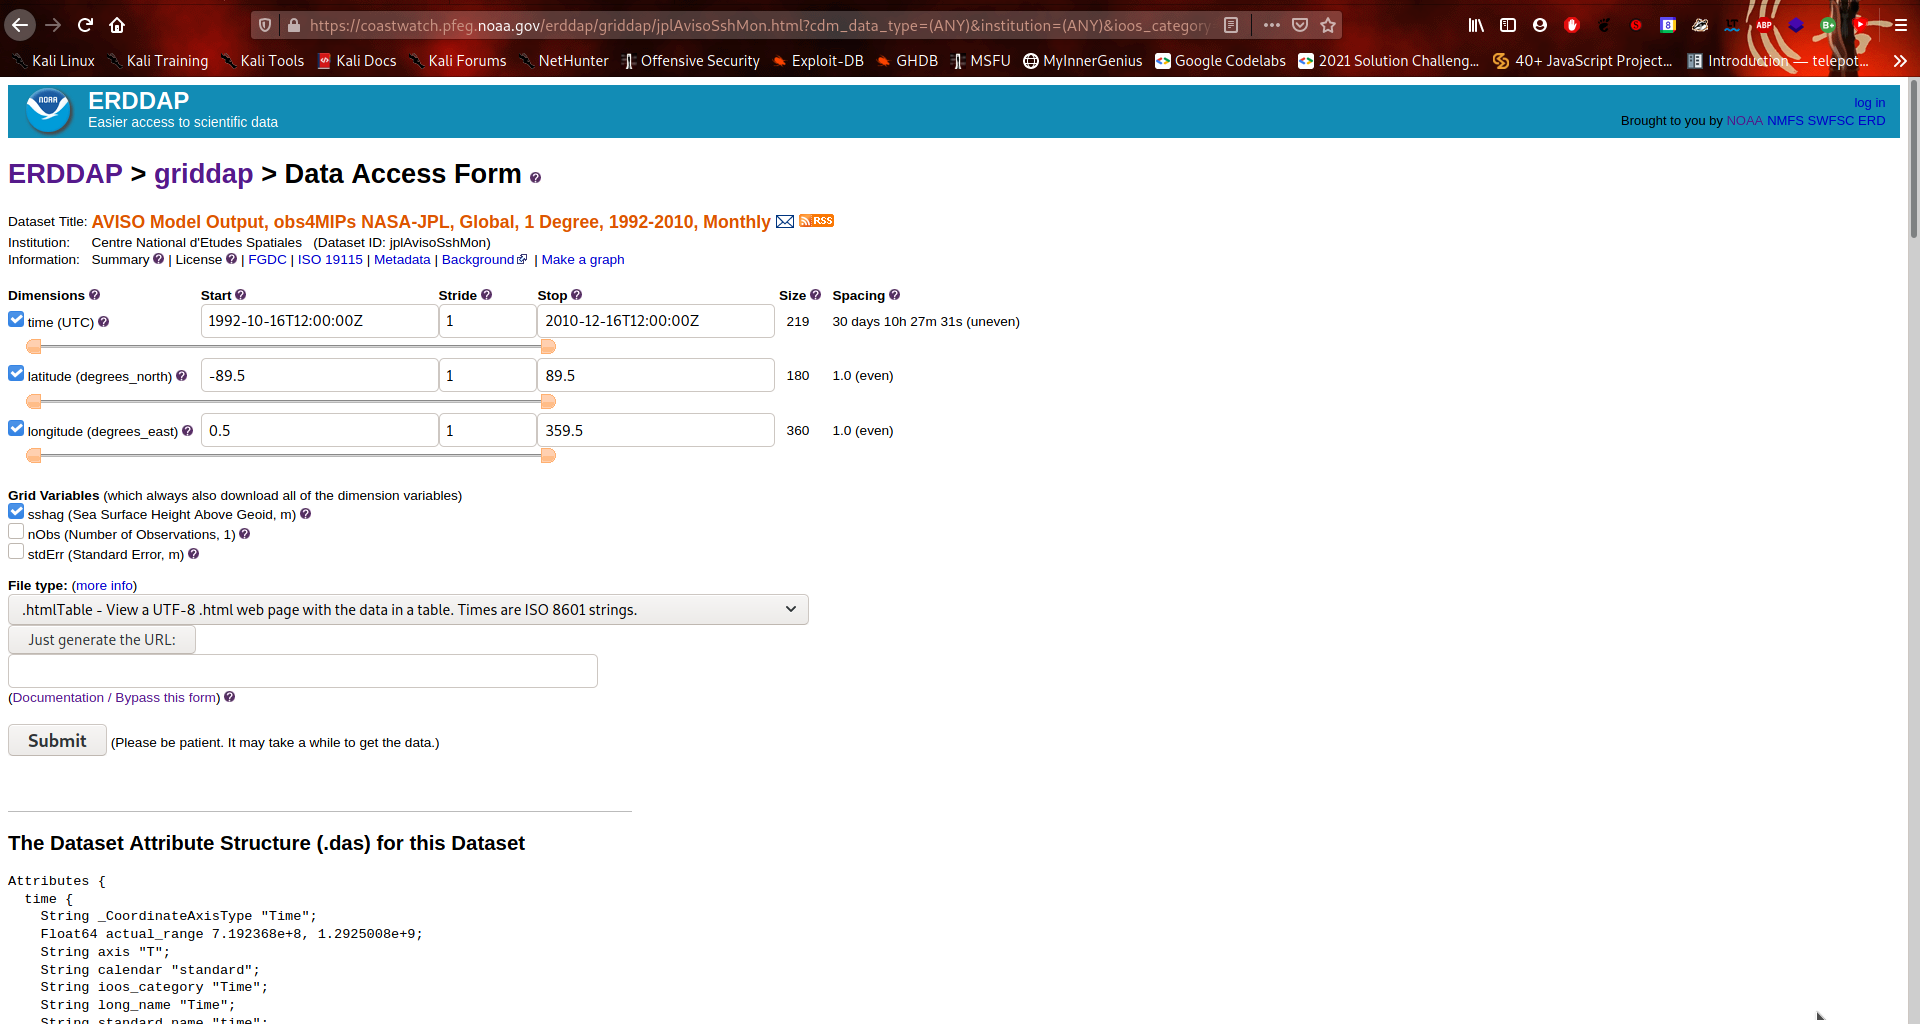 https://coastwatch.pfeg.noaa.gov/erddap/griddap/jplAvisoSshMon.html?cdm_data_type=(ANY)&institution=(ANY)&ioos_category
Kali Linux Kali Training Kali Tools Kali Docs Kali Forums NetHunter Offensive Security Exploit-DB GHDB MSFU MyInnerGenius Google Codelabs 2021 Solution Challeng... 40+ JavaScript Project... Introduction — telepot...
NOAA
ERDDAP
Easier access to scientific data
log in
Brought to you by NOAA NMFS SWFSC ERD
ERDDAP > griddap > Data Access Form ?
Dataset Title: AVISO Model Output, obs4MIPs NASA-JPL, Global, 1 Degree, 1992-2010, Monthly RSS
Institution: Centre National d'Etudes Spatiales (Dataset ID: jplAvisoSshMon)
Information: Summary ? | License ? | FGDC | ISO 19115 | Metadata | Background | Make a graph
Dimensions ? Start ? Stride ? Stop ? Size ? Spacing ?
time (UTC) ? 1992-10-16T12:00:00Z 1 2010-12-16T12:00:00Z 219 30 days 10h 27m 31s (uneven)
latitude (degrees_north) ? -89.5 1 89.5 180 1.0 (even)
longitude (degrees_east) ? 0.5 1 359.5 360 1.0 (even)
Grid Variables (which always also download all of the dimension variables)
sshag (Sea Surface Height Above Geoid, m) ?
nObs (Number of Observations, 1) ?
stdErr (Standard Error, m) ?
File type: (more info)
.htmlTable - View a UTF-8 .html web page with the data in a table. Times are ISO 8601 strings.
Just generate the URL:
(Documentation / Bypass this form) ?
Submit (Please be patient. It may take a while to get the data.)
The Dataset Attribute Structure (.das) for this Dataset
Attributes {
time {
String _CoordinateAxisType "Time";
Float64 actual_range 7.192368e+8, 1.2925008e+9;
String axis "T";
String calendar "standard";
String ioos_category "Time";
String long_name "Time";
String standard_name "time";